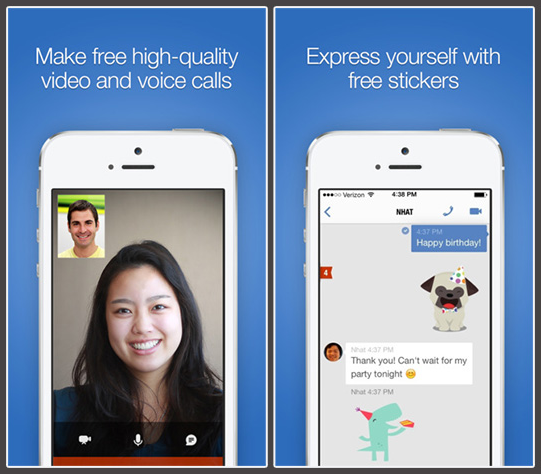 Make free high-quality
video and voice calls
Express yourself with
free stickers
Verizon 4:38 PM
NHAT
4:37 PM
Happy birthday!
4
Nhat 4:37 PM
Thank you! Can't wait for my
party tonight 😊
Nhat 4:37 PM